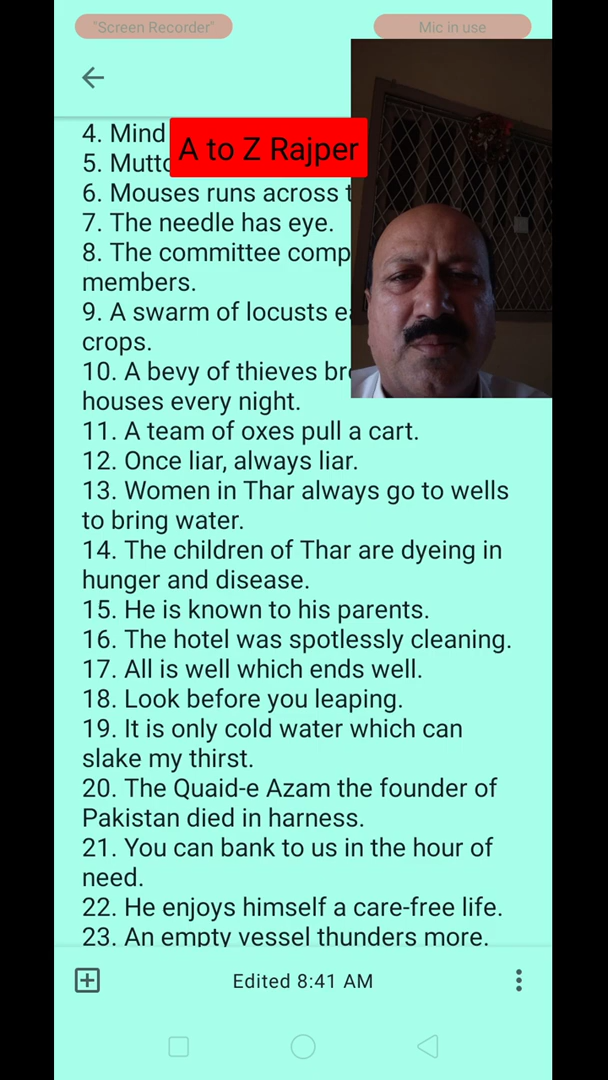 "Screen Recorder"
Mic in use
4. Mind
A to Z Rajper
5.
6. Mouses runs across
7. The needle has eye.
8. The committee
members.
9. A swarm of locusts
crops.
10. A bevy of thieves
houses every night.
11. A team of oxes pull a cart.
12. Once liar, always liar.
13. Women in Thar always go to wells
to bring water.
14. The children of Thar are dyeing in
hunger and disease.
15. He is known to his parents.
16. The hotel was spotlessly cleaning.
17. All is well which ends well.
18. Look before you leaping.
19. It is only cold water which can
slake my thirst.
20. The Quaid-e Azam the founder of
Pakistan died in harness.
21. You can bank to us in the hour of
need.
22. He enjoys himself a care-free life.
23. An empty vessel thunders more.
Edited 8:41 AM